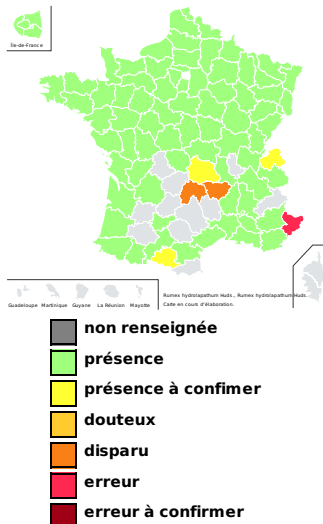 Île-de-France
Guadeloupe Martinique Guyane La Réunion Mayotte
Rumex hydrolapathum Huds., Rumex hydrolapathum Huds.
Carte en cours d'élaboration.
non renseignée
présence
présence à confimer
douteux
disparu
erreur
erreur à confirmer